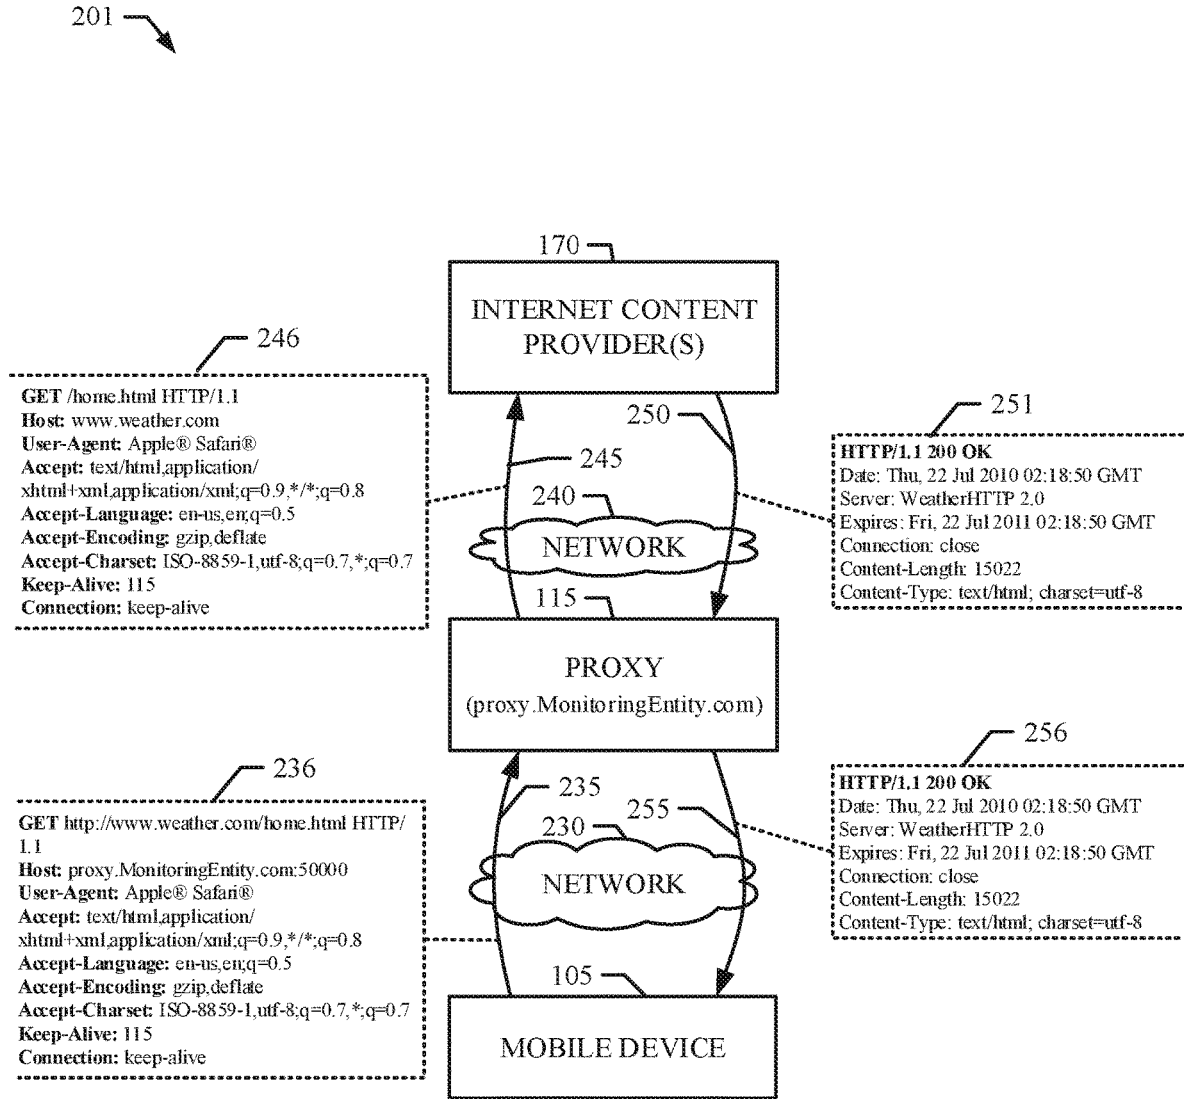 201
170
INTERNET CONTENT
PROVIDER(S)
246
GET /home.html HTTP/1.1
Host: www.weather.com
User-Agent: Apple® Safari®
Accept: text/html,application/
xhtml+xml,application/xml;q=0.9,*/*;q=0.8
Accept-Language: en-us,en;q=0.5
Accept-Encoding: gzip,deflate
Accept-Charset: ISO-8859-1,utf-8;q=0.7,*;q=0.7
Keep-Alive: 115
Connection: keep-alive
250
245
240
NETWORK
251
HTTP/1.1 200 OK
Date: Thu, 22 Jul 2010 02:18:50 GMT
Server: WeatherHTTP 2.0
Expires: Fri, 22 Jul 2011 02:18:50 GMT
Connection: close
Content-Length: 15022
Content-Type: text/html; charset=utf-8
115
PROXY
(proxy.MonitoringEntity.com)
236
GET http://www.weather.com/home.html HTTP/
1.1
Host: proxy.MonitoringEntity.com:50000
User-Agent: Apple® Safari®
Accept: text/html,application/
xhtml+xml,application/xml;q=0.9,*/*;q=0.8
Accept-Language: en-us,en;q=0.5
Accept-Encoding: gzip,deflate
Accept-Charset: ISO-8859-1,utf-8;q=0.7,*;q=0.7
Keep-Alive: 115
Connection: keep-alive
235
255
230
NETWORK
256
HTTP/1.1 200 OK
Date: Thu, 22 Jul 2010 02:18:50 GMT
Server: WeatherHTTP 2.0
Expires: Fri, 22 Jul 2011 02:18:50 GMT
Connection: close
Content-Length: 15022
Content-Type: text/html; charset=utf-8
105
MOBILE DEVICE